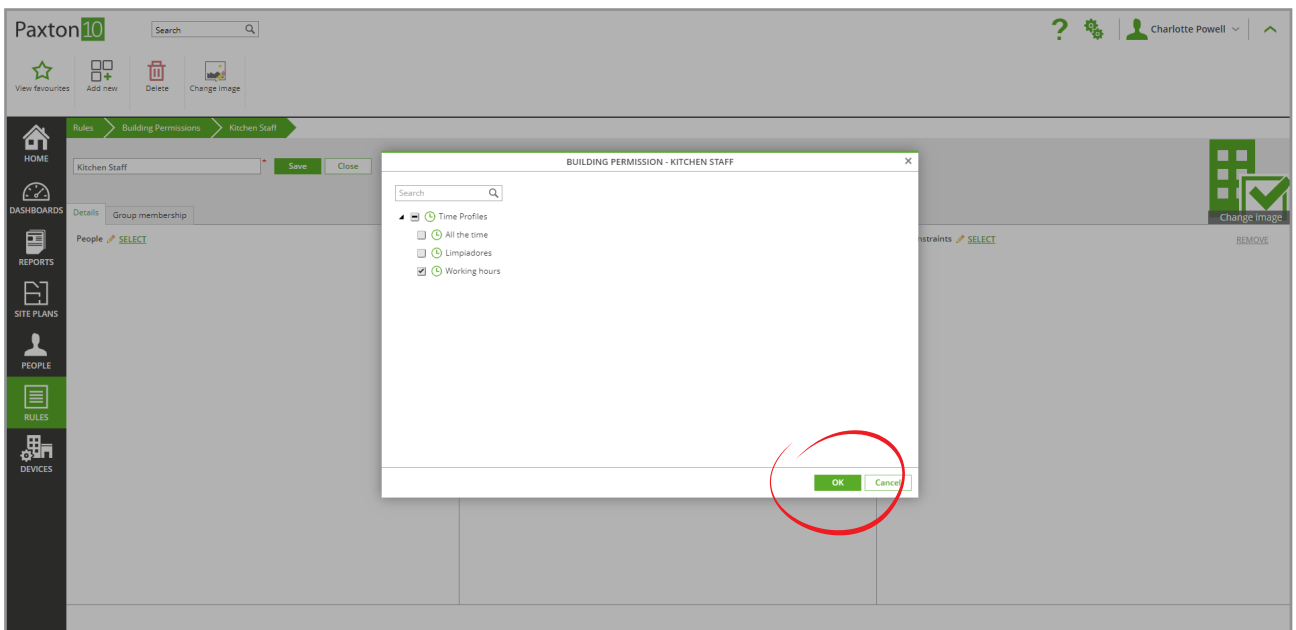 Paxton10
Search
Charlotte Powell
View favourites
Add new
Delete
Change image
Rules
Building Permissions
Kitchen Staff
HOME
DASHBOARDS
REPORTS
SITE PLANS
PEOPLE
RULES
DEVICES
Kitchen Staff
*
Save
Close
Change image
Details
Group membership
People SELECT
nstraints SELECT
REMOVE
BUILDING PERMISSION - KITCHEN STAFF
Search
Time Profiles
All the time
Limpiadores
Working hours
OK
Cancel